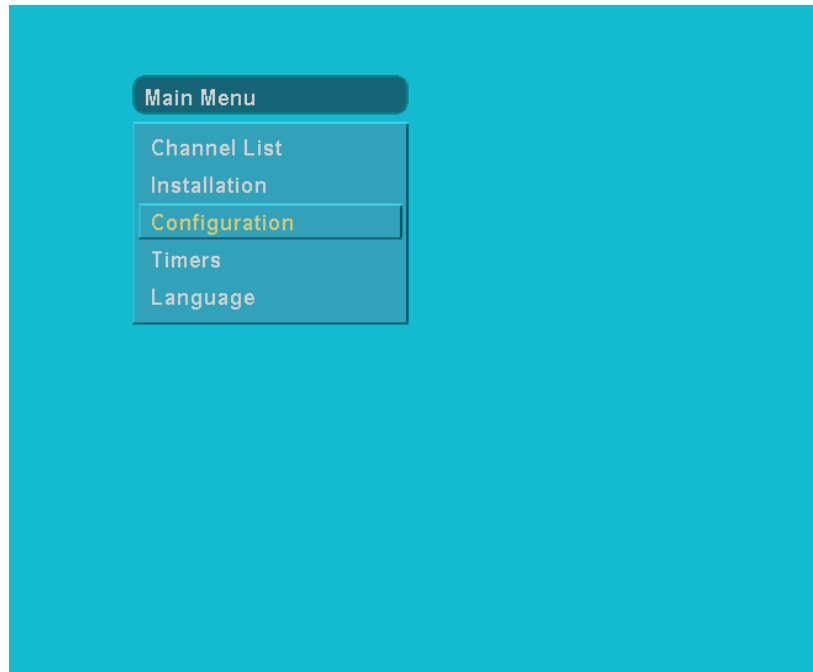 Main Menu
Channel List
Installation
Configuration
Timers
Language